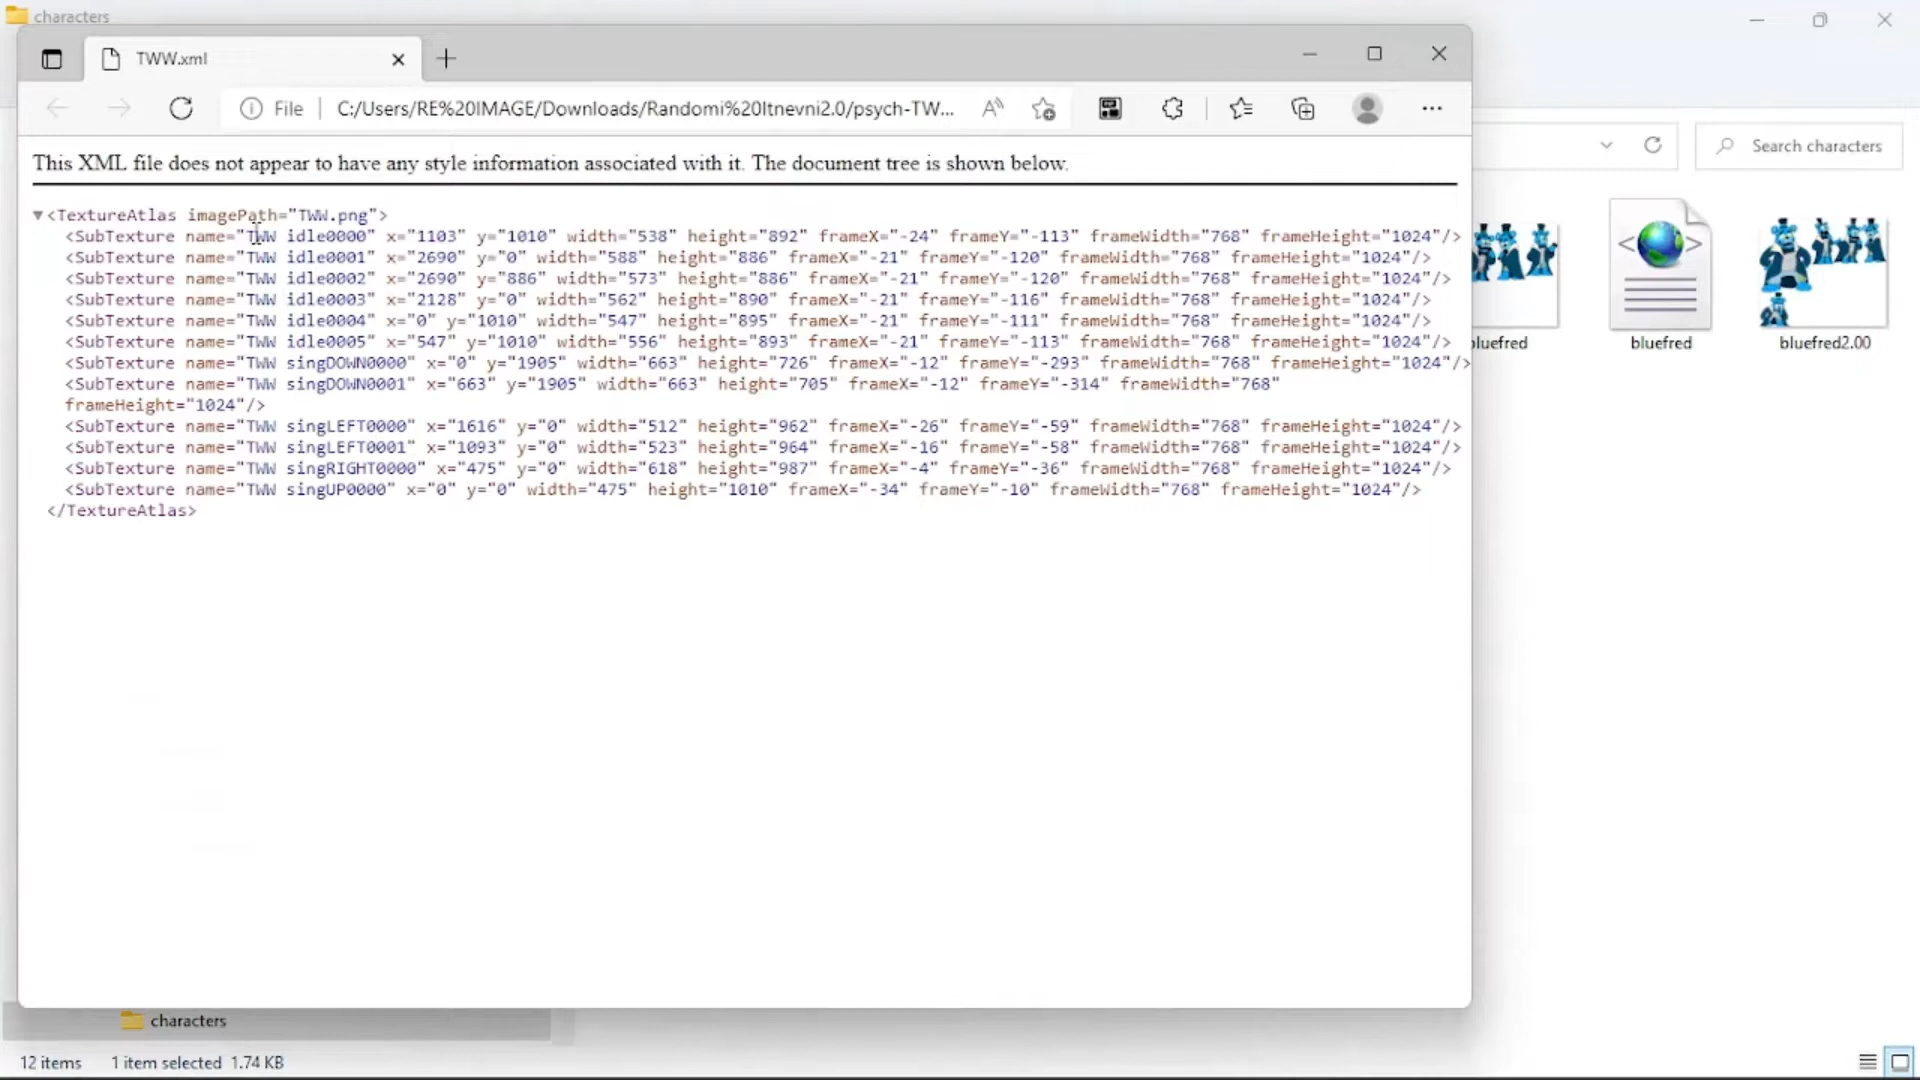 characters
TWW.xml
File
C:/Users/RE%20IMAGE/Downloads/Randomi%20Itnevni2.0/psych-TW...
Search characters
This XML file does not appear to have any style information associated with it. The document tree is shown below.
▼<TextureAtlas imagePath="TWW.png">
<SubTexture name="TWW idle0000" x="1103" y="1010" width="538" height="892" frameX="-24" frameY="-113" frameWidth="768" frameHeight="1024"/>
<SubTexture name="TWW idle0001" x="2690" y="0" width="588" height="886" frameX="-21" frameY="-120" frameWidth="768" frameHeight="1024"/>
<SubTexture name="TWW idle0002" x="2690" y="886" width="573" height="886" frameX="-21" frameY="-120" frameWidth="768" frameHeight="1024"/>
<SubTexture name="TWW idle0003" x="2128" y="0" width="562" height="890" frameX="-21" frameY="-116" frameWidth="768" frameHeight="1024"/>
<SubTexture name="TWW idle0004" x="0" y="1010" width="547" height="895" frameX="-21" frameY="-111" frameWidth="768" frameHeight="1024"/>
<SubTexture name="TWW idle0005" x="547" y="1010" width="556" height="893" frameX="-21" frameY="-113" frameWidth="768" frameHeight="1024"/>
<SubTexture name="TWW singDOWN0000" x="0" y="1905" width="663" height="726" frameX="-12" frameY="-293" frameWidth="768" frameHeight="1024"/>
<SubTexture name="TWW singDOWN0001" x="663" y="1905" width="663" height="705" frameX="-12" frameY="-314" frameWidth="768"
frameHeight="1024"/>
<SubTexture name="TWW singLEFT0000" x="1616" y="0" width="512" height="962" frameX="-26" frameY="-59" frameWidth="768" frameHeight="1024"/>
<SubTexture name="TWW singLEFT0001" x="1093" y="0" width="523" height="964" frameX="-16" frameY="-58" frameWidth="768" frameHeight="1024"/>
<SubTexture name="TWW singRIGHT0000" x="475" y="0" width="618" height="987" frameX="-4" frameY="-36" frameWidth="768" frameHeight="1024"/>
<SubTexture name="TWW singUP0000" x="0" y="0" width="475" height="1010" frameX="-34" frameY="-10" frameWidth="768" frameHeight="1024"/>
</TextureAtlas>
bluefred
bluefred
bluefred2.00
characters
12 items 1 item selected 1.74 KB